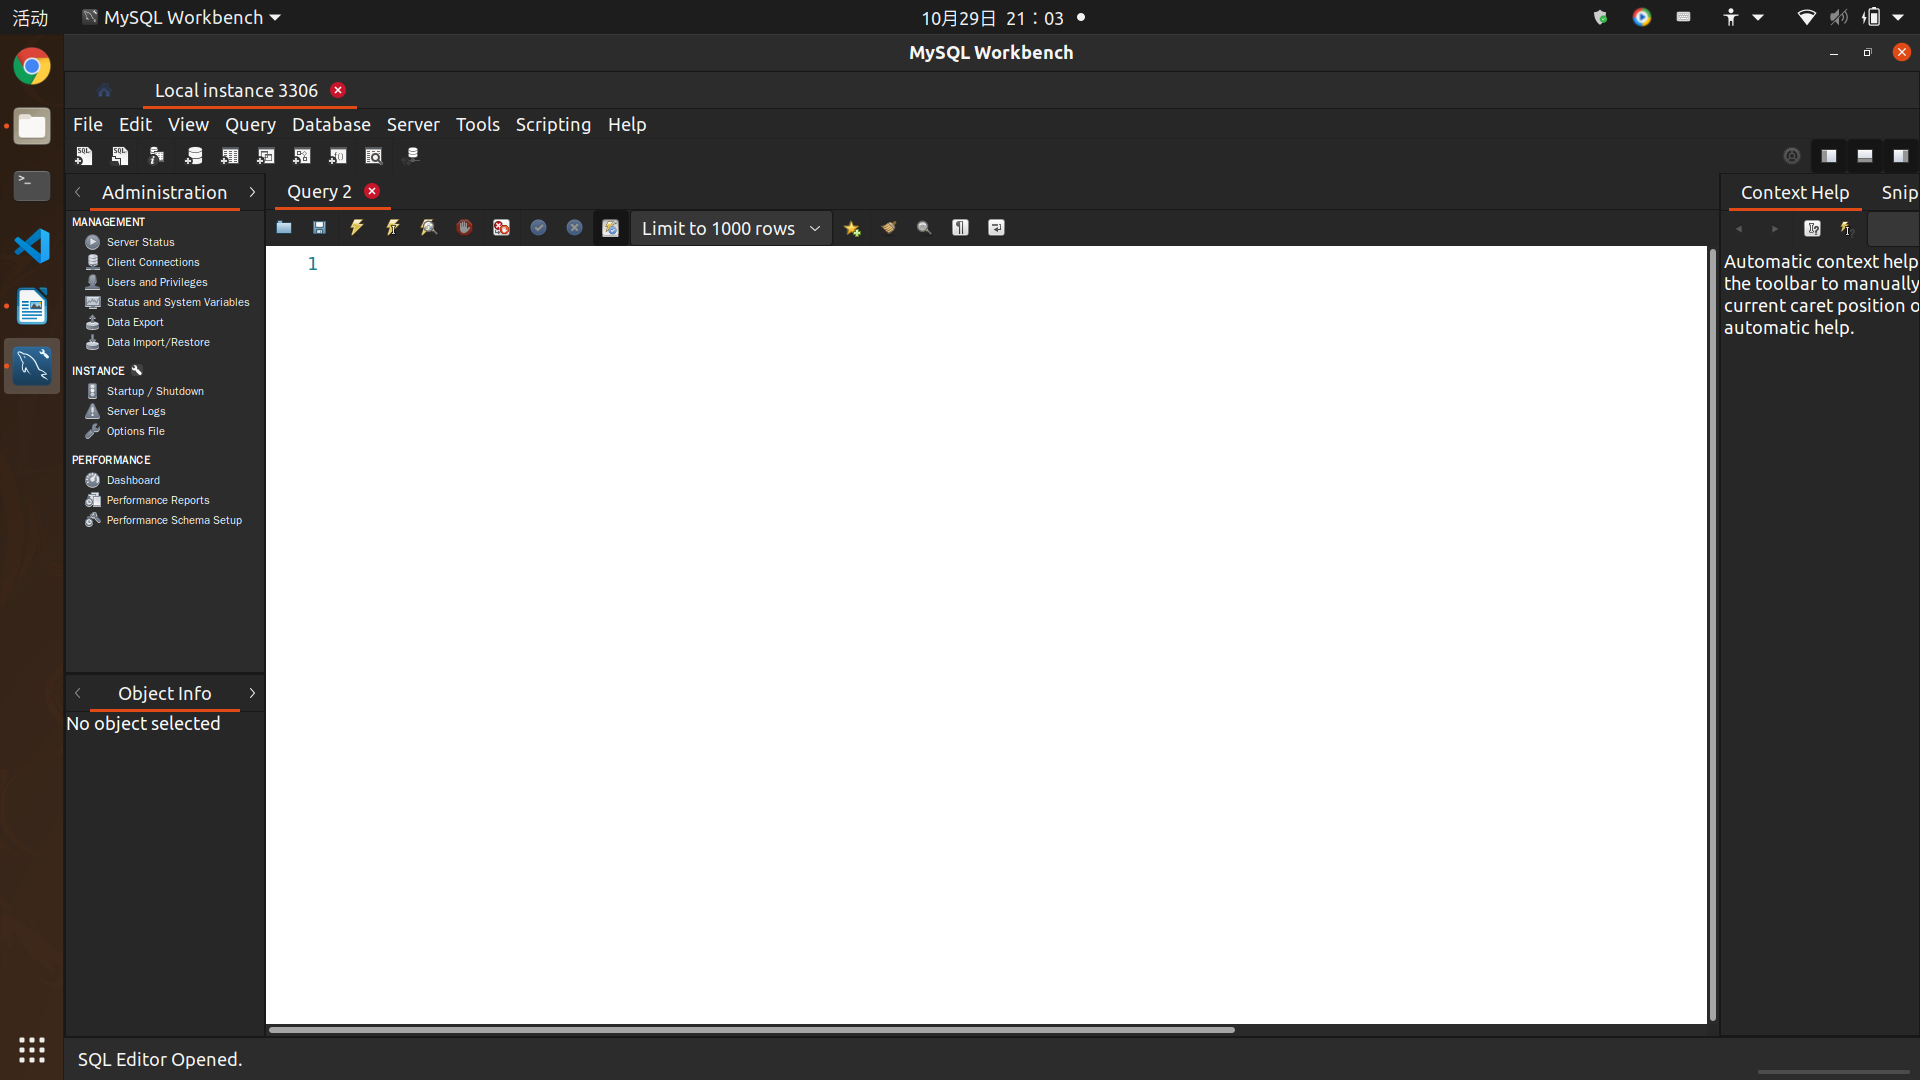 活动
MySQL Workbench
10月29日 21：03
MySQL Workbench
Local instance 3306
File Edit View Query Database Server Tools Scripting Help
Administration
Query 2
Context Help
Snip
MANAGEMENT
Server Status
Client Connections
Users and Privileges
Status and System Variables
Data Export
Data Import/Restore
INSTANCE
Startup / Shutdown
Server Logs
Options File
PERFORMANCE
Dashboard
Performance Reports
Performance Schema Setup
Limit to 1000 rows
1
Automatic context help
the toolbar to manually
current caret position o
automatic help.
Object Info
No object selected
SQL Editor Opened.